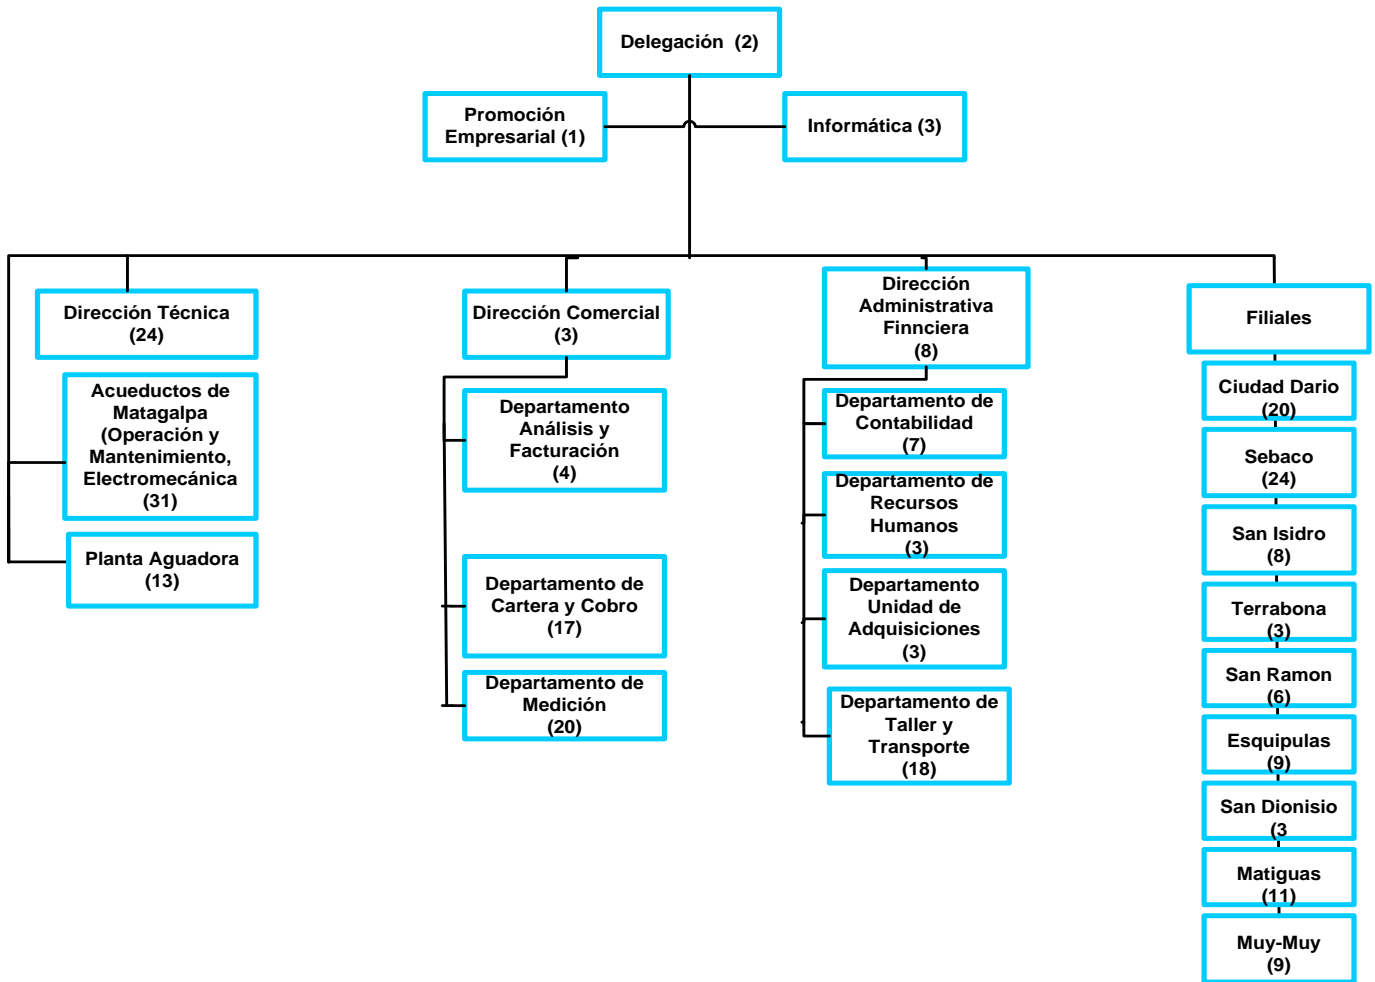 Delegación (2)
Promoción
Empresarial (1)
Informática (3)
Dirección Técnica
(24)
Acueductos de
Matagalpa
(Operación y
Mantenimiento,
Electromecánica
(31)
Planta Aguadora
(13)
Dirección Comercial
(3)
Departamento
Análisis y
Facturación
(4)
Departamento de
Cartera y Cobro
(17)
Departamento de
Medición
(20)
Dirección
Administrativa
Finnciera
(8)
Departamento de
Contabilidad
(7)
Departamento de
Recursos
Humanos
(3)
Departamento
Unidad de
Adquisiciones
(3)
Departamento de
Taller y
Transporte
(18)
Filiales
Ciudad Dario
(20)
Sebaco
(24)
San Isidro
(8)
Terrabona
(3)
San Ramon
(6)
Esquipulas
(9)
San Dionisio
(3
Matiguas
(11)
Muy-Muy
(9)